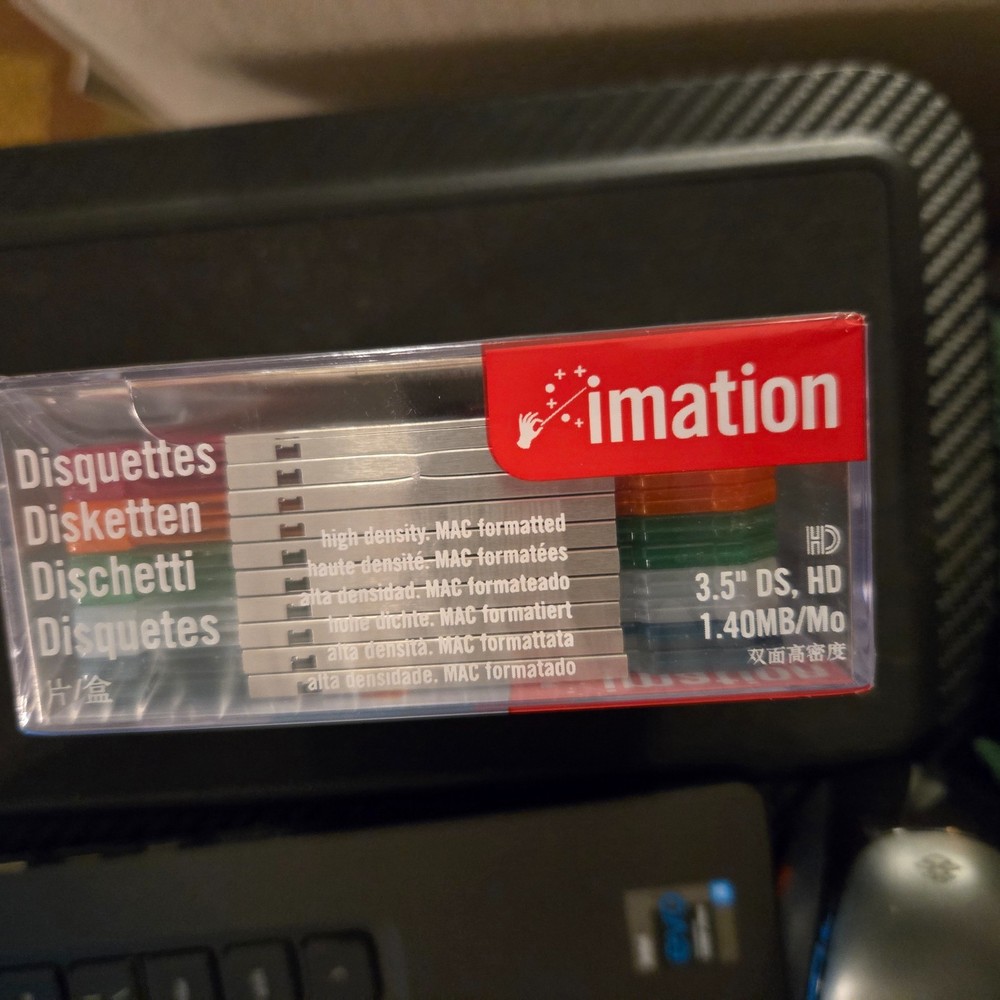 imation
Disquettes
Disketten
Dischetti
Disquetes
片/盒
high density. MAC formatted
haute densité. MAC formatées
alta densidad. MAC formateado
hohe dichte. MAC formatiert
alta densità. MAC formattata
alta densidade. MAC formatado
HD
3.5" DS, HD
1.40MB/Mo
双面高密度